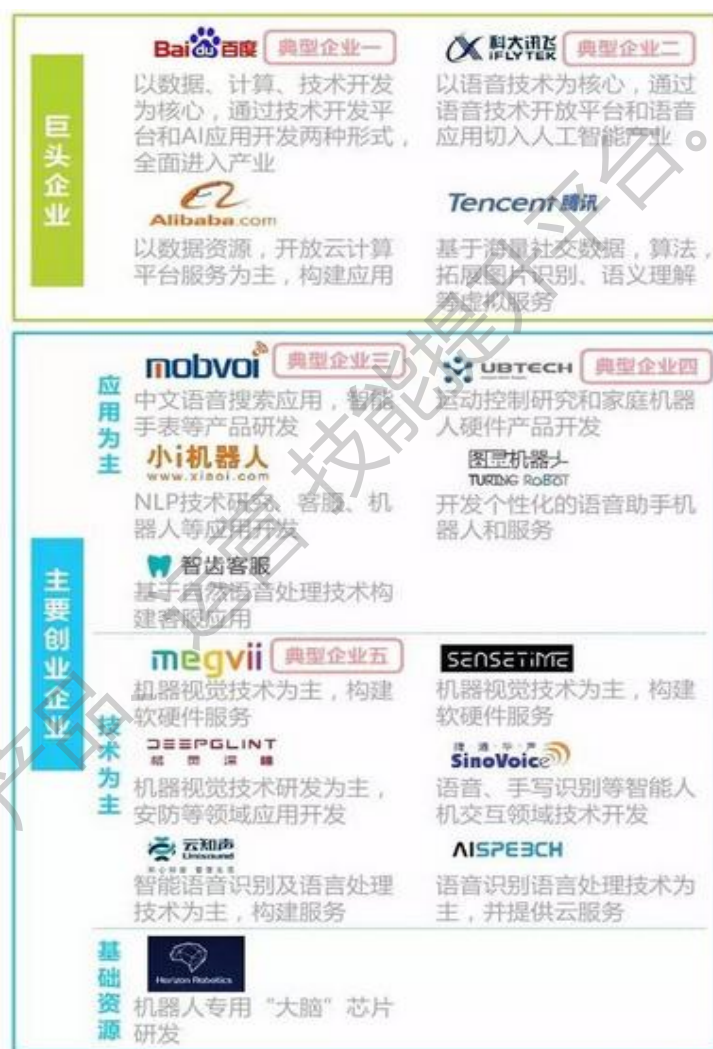 巨头企业
Bai百度 典型企业一
以数据、计算、技术开发
为核心，通过技术开发平
台和AI应用开发两种形式，
全面进入产业
科大讯飞 典型企业二
iFLYTEK
以语音技术为核心，通过
语音技术开放平台和语音
应用切入人工智能产业
Alibaba.com
以数据资源，开放云计算
平台服务为主，构建应用
Tencent 腾讯
基于海量社交数据，算法，
拓展图片识别、语义理解
等虚拟服务
主要创业企业
应用为主
mobvoi 典型企业三
中文语音搜索应用，智能
手表等产品研发
UBTECH 典型企业四
运动控制研究和家庭机器
人硬件产品开发
小i机器人
www.xiaoi.com
NLP技术研究、客服、机
器人等应用开发
图灵机器人
TURING ROBOT
开发个性化的语音助手机
器人和服务
智齿客服
基于自然语音处理技术构
建客服应用
技术为主
megvii 典型企业五
机器视觉技术为主，构建
软硬件服务
SENSETIME
机器视觉技术为主，构建
软硬件服务
DEEPGLINT
格灵深瞳
机器视觉技术研发为主，
安防等领域应用开发
捷通华声
SinoVoice
语音、手写识别等智能人
机交互领域技术开发
云知声
Unisound
智能语音识别及语言处理
技术为主，构建服务
AISPEECH
语音识别语言处理技术为
主，并提供云服务
基础资源
Horizon Robotics
机器人专用“大脑”芯片
研发
产品、运营 技能提升平台。